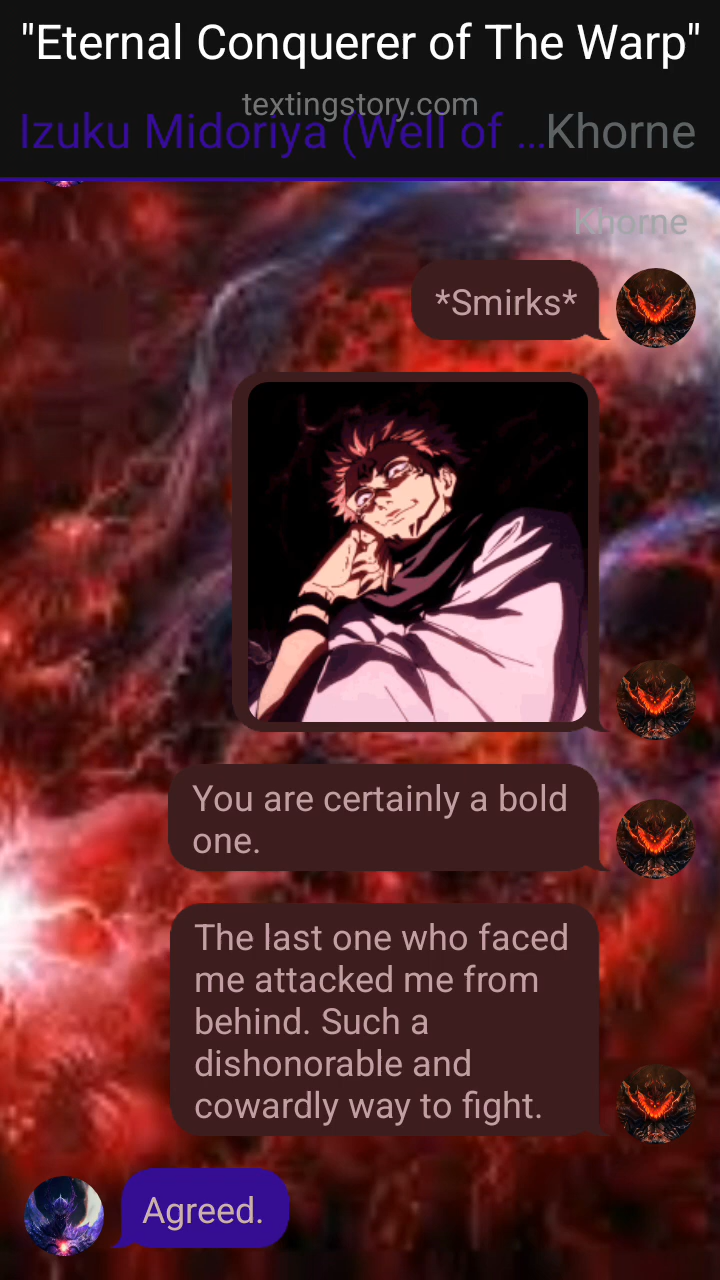 "Eternal Conquerer of The Warp"
textingstory.com
Izuku Midoriya (Well of ...Khorne
Khorne
*Smirks*
You are certainly a bold
one.
The last one who faced
me attacked me from
behind. Such a
dishonorable and
cowardly way to fight.
Agreed.